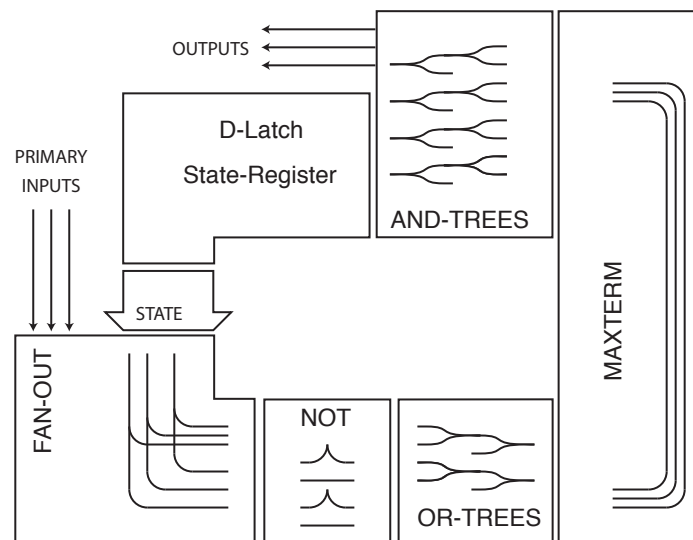 OUTPUTS
D-Latch
State-Register
PRIMARY
INPUTS
AND-TREES
STATE
FAN-OUT
NOT
OR-TREES
MAXTERM